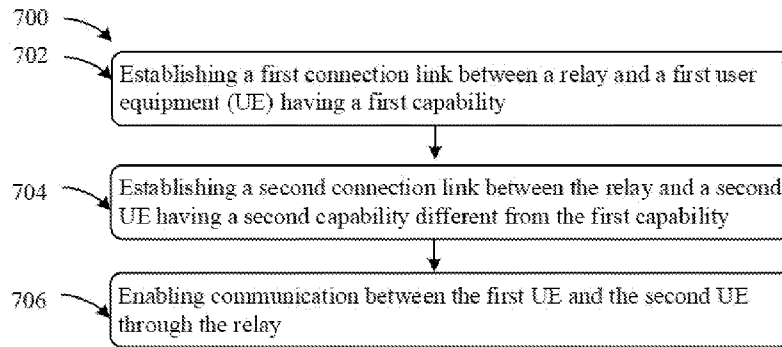 700
702
Establishing a first connection link between a relay and a first user
equipment (UE) having a first capability
704
Establishing a second connection link between the relay and a second
UE having a second capability different from the first capability
706
Enabling communication between the first UE and the second UE
through the relay